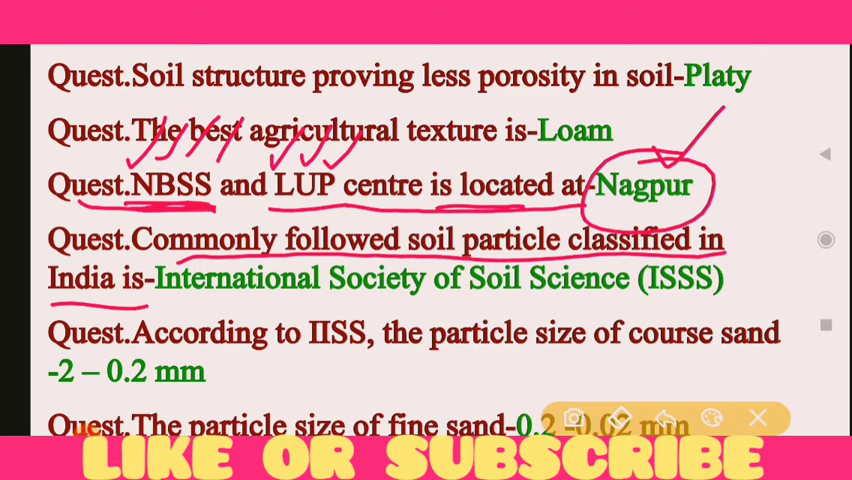 Quest.Soil structure proving less porosity in soil-Platy
Quest.The best agricultural texture is-Loam
Quest.NBSS and LUP centre is located at-Nagpur
Quest.Commonly followed soil particle classified in
India is-International Society of Soil Science (ISSS)
Quest.According to IISS, the particle size of course sand
-2 – 0.2 mm
Quest.The particle size of fine sand-0.2 -0.02 mm
LIKE OR SUBSCRIBE